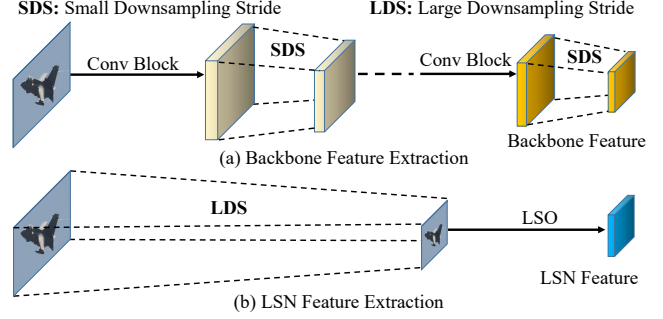 SDS: Small Downsampling Stride LDS: Large Downsampling Stride
Conv Block SDS Conv Block SDS
Backbone Feature
(a) Backbone Feature Extraction
LDS LSO
LSN Feature
(b) LSN Feature Extraction